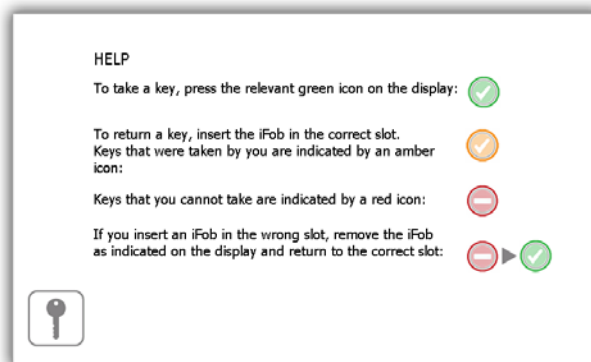 HELP
To take a key, press the relevant green icon on the display:
To return a key, insert the iFob in the correct slot.
Keys that were taken by you are indicated by an amber
icon:
Keys that you cannot take are indicated by a red icon:
If you insert an iFob in the wrong slot, remove the iFob
as indicated on the display and return to the correct slot: